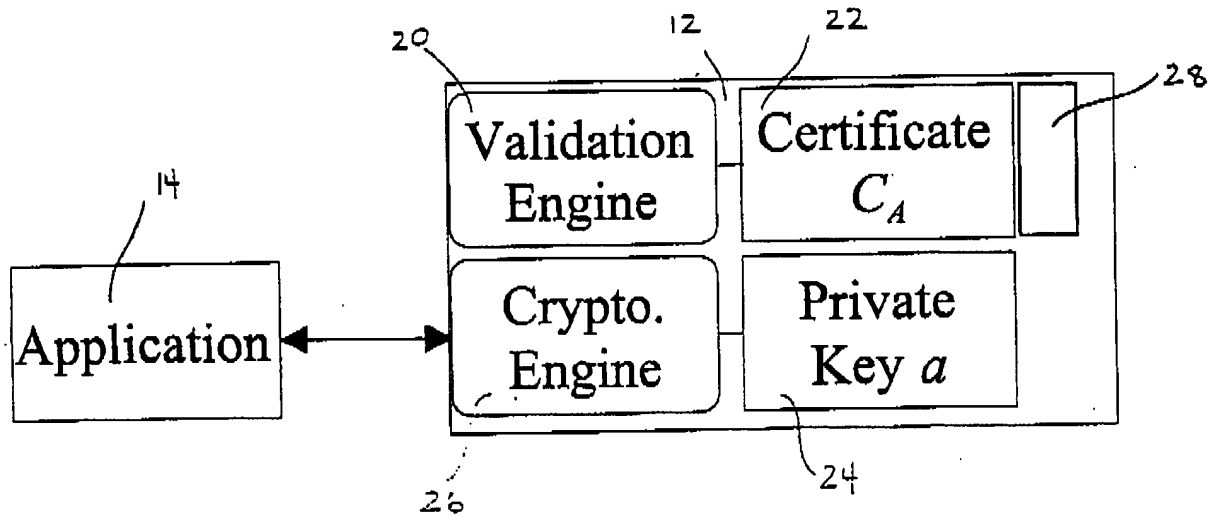 20
12
22
28
Validation
Engine
Certificate
C_A
14
Application
Crypto.
Engine
Private
Key a
26
24